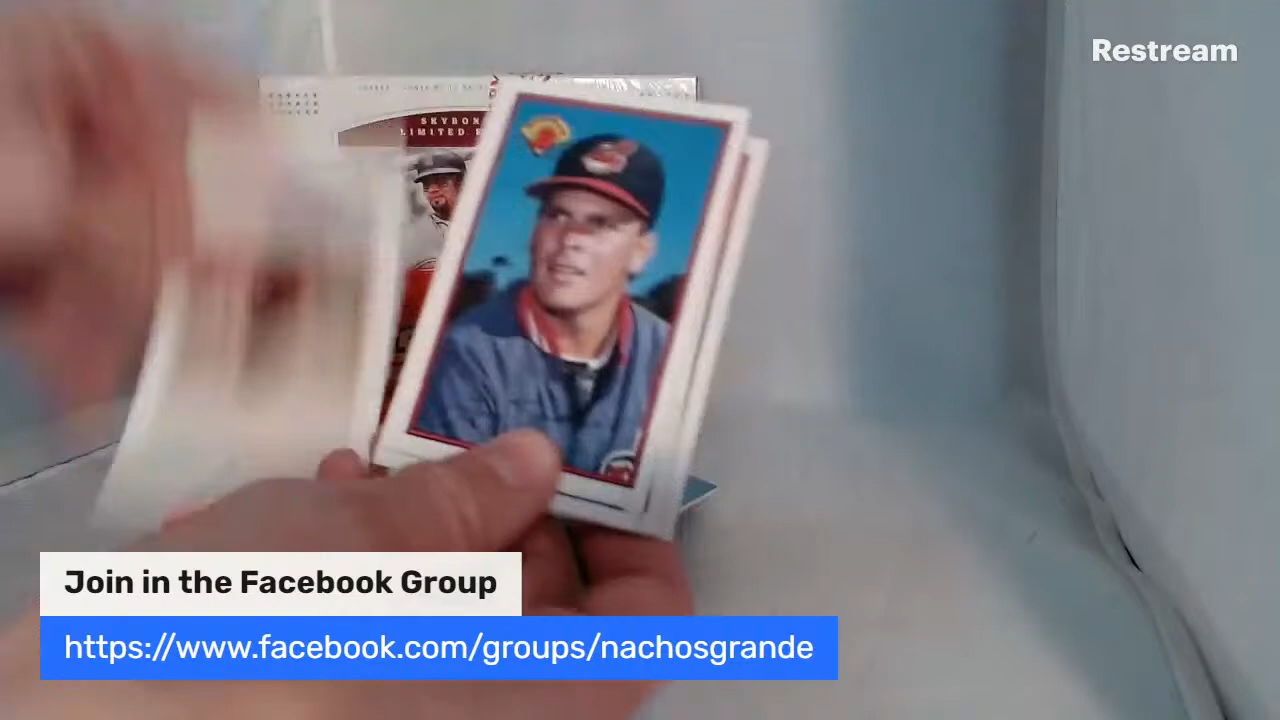 Restream
SKYBOX
LIMITED
Join in the Facebook Group
https://www.facebook.com/groups/nachosgrande